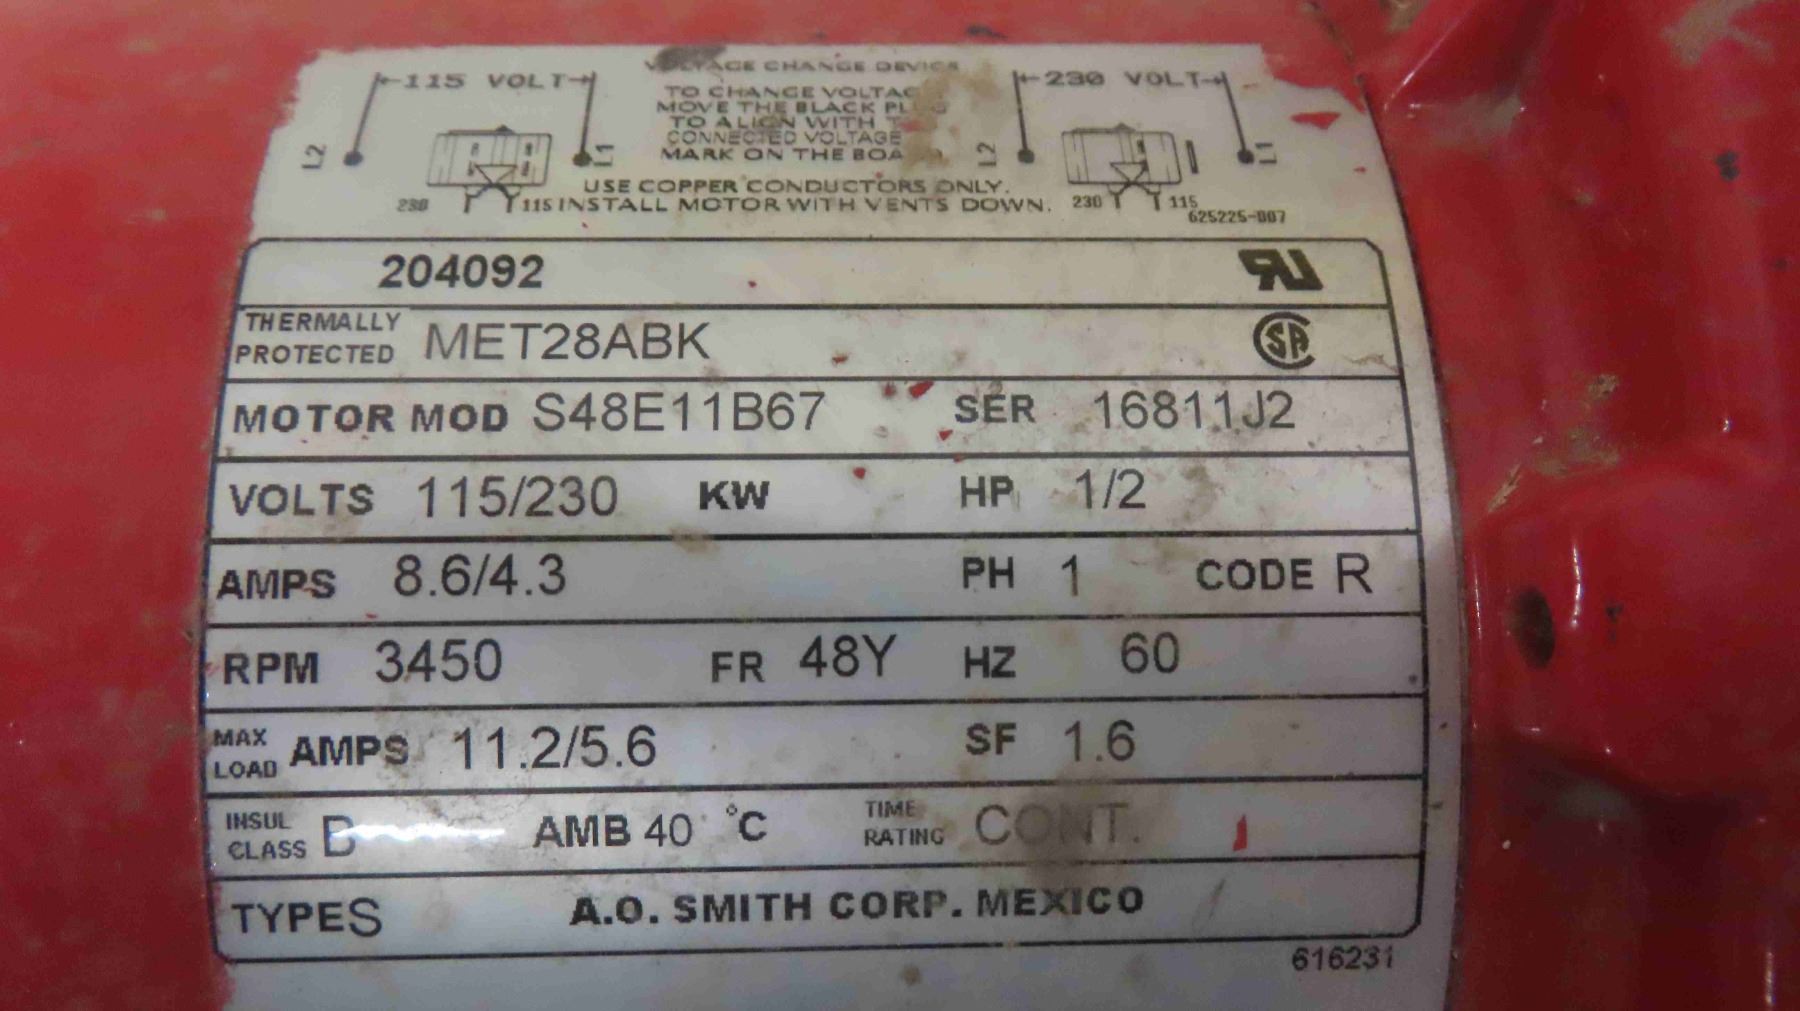 115 VOLT
VOLTAGE CHANGE DEVICE
230 VOLT
TO CHANGE VOLTAGE
MOVE THE BLACK PLUG
TO ALIGN WITH
CONNECTED VOLTAGE
MARK ON THE
L2
L1
L2
L1
USE COPPER CONDUCTORS ONLY.
230
115
INSTALL MOTOR WITH VENTS DOWN.
230
115
625225-007
204092
THERMALLY PROTECTED MET28ABK
MOTOR MOD S48E11B67 SER 16811J2
VOLTS 115/230 KW HP 1/2
AMPS 8.6/4.3 PH 1 CODE R
RPM 3450 FR 48Y HZ 60
MAX LOAD AMPS 11.2/5.6 SF 1.6
INSUL CLASS B AMB 40 °C TIME RATING CONT.
TYPE S A.O. SMITH CORP. MEXICO
616231